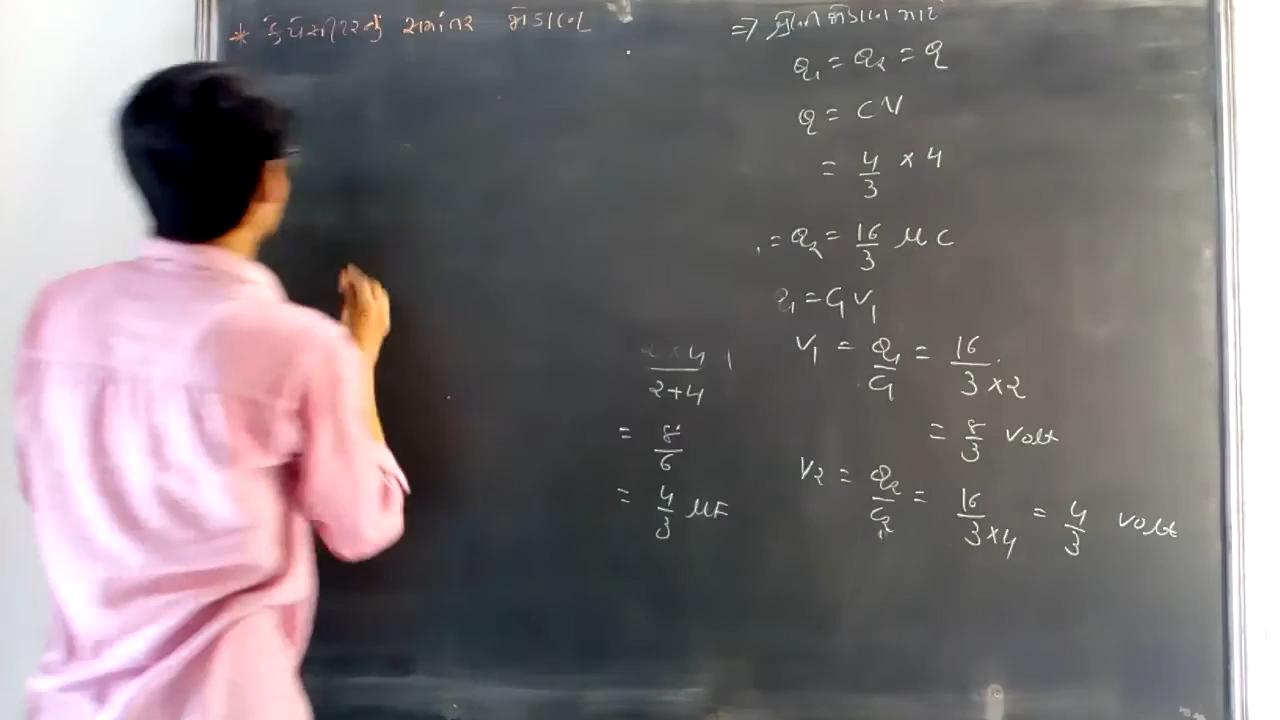 * કેપેસીટરનું સમાંતર જોડાણ
⇒ શ્રેણી જોડાણ માટે
Q₁ = Q₂ = Q
Q = CV
= 4/3 × 4
= Q₂ = 16/3 μC
Q₁ = C₁V₁
V₁ = Q₁/C₁ = 16/3×2
= 8/3 Volt
V₂ = Q₂/C₂ = 16/3×4 = 4/3 Volt
2×4/2+4
= 8/6
= 4/3 μF